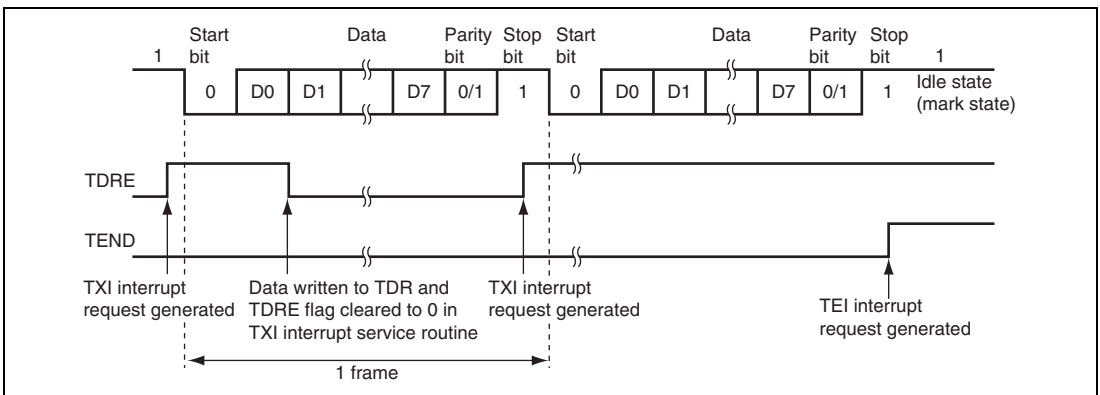 1
Start bit
Data
Parity bit
Stop bit
Start bit
Data
Parity bit
Stop bit
1
0 D0 D1 D7 0/1 1 0 D0 D1 D7 0/1 1
Idle state
(mark state)
TDRE
TEND
TXI interrupt
request generated
Data written to TDR and
TDRE flag cleared to 0 in
TXI interrupt service routine
TXI interrupt
request generated
TEI interrupt
request generated
1 frame